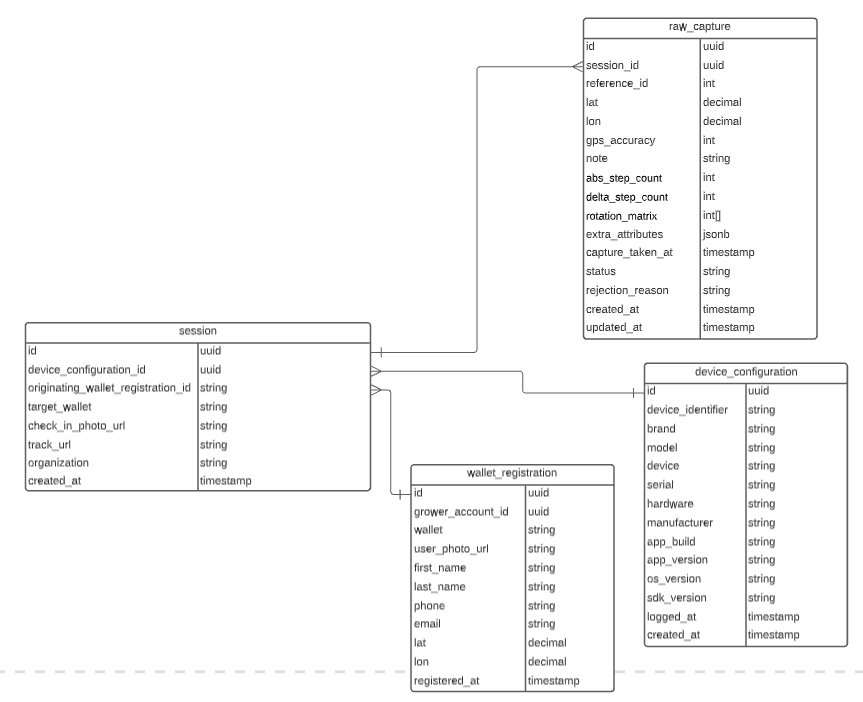 raw_capture
id uuid
session_id uuid
reference_id int
lat decimal
lon decimal
gps_accuracy int
note string
abs_step_count int
delta_step_count int
rotation_matrix int[]
extra_attributes jsonb
capture_taken_at timestamp
status string
rejection_reason string
created_at timestamp
updated_at timestamp
session
id uuid
device_configuration_id uuid
originating_wallet_registration_id string
target_wallet string
check_in_photo_url string
track_url string
organization string
created_at timestamp
device_configuration
id uuid
device_identifier string
brand string
model string
device string
serial string
hardware string
manufacturer string
app_build string
app_version string
os_version string
sdk_version string
logged_at timestamp
created_at timestamp
wallet_registration
id uuid
grower_account_id uuid
wallet string
user_photo_url string
first_name string
last_name string
phone string
email string
lat decimal
lon decimal
registered_at timestamp